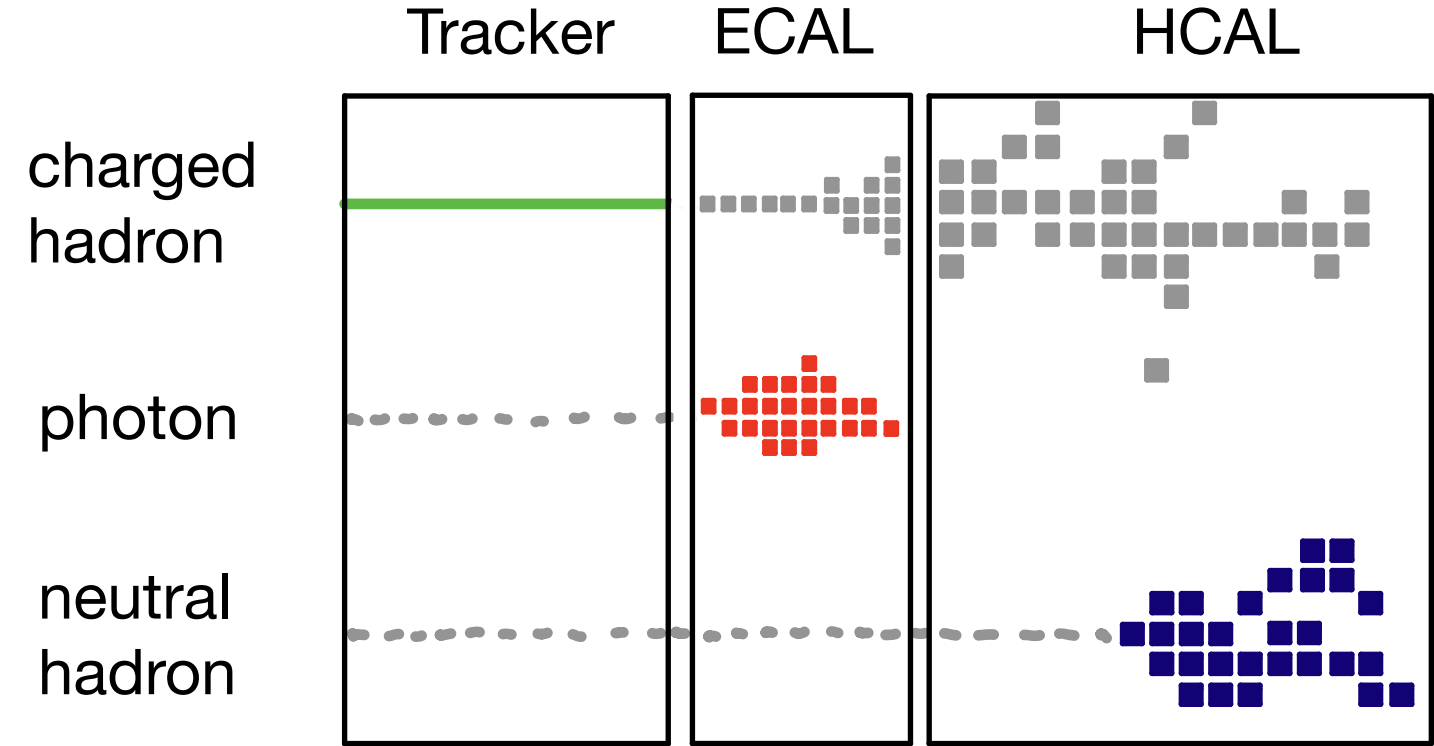 Tracker ECAL HCAL
charged
hadron
photon
neutral
hadron